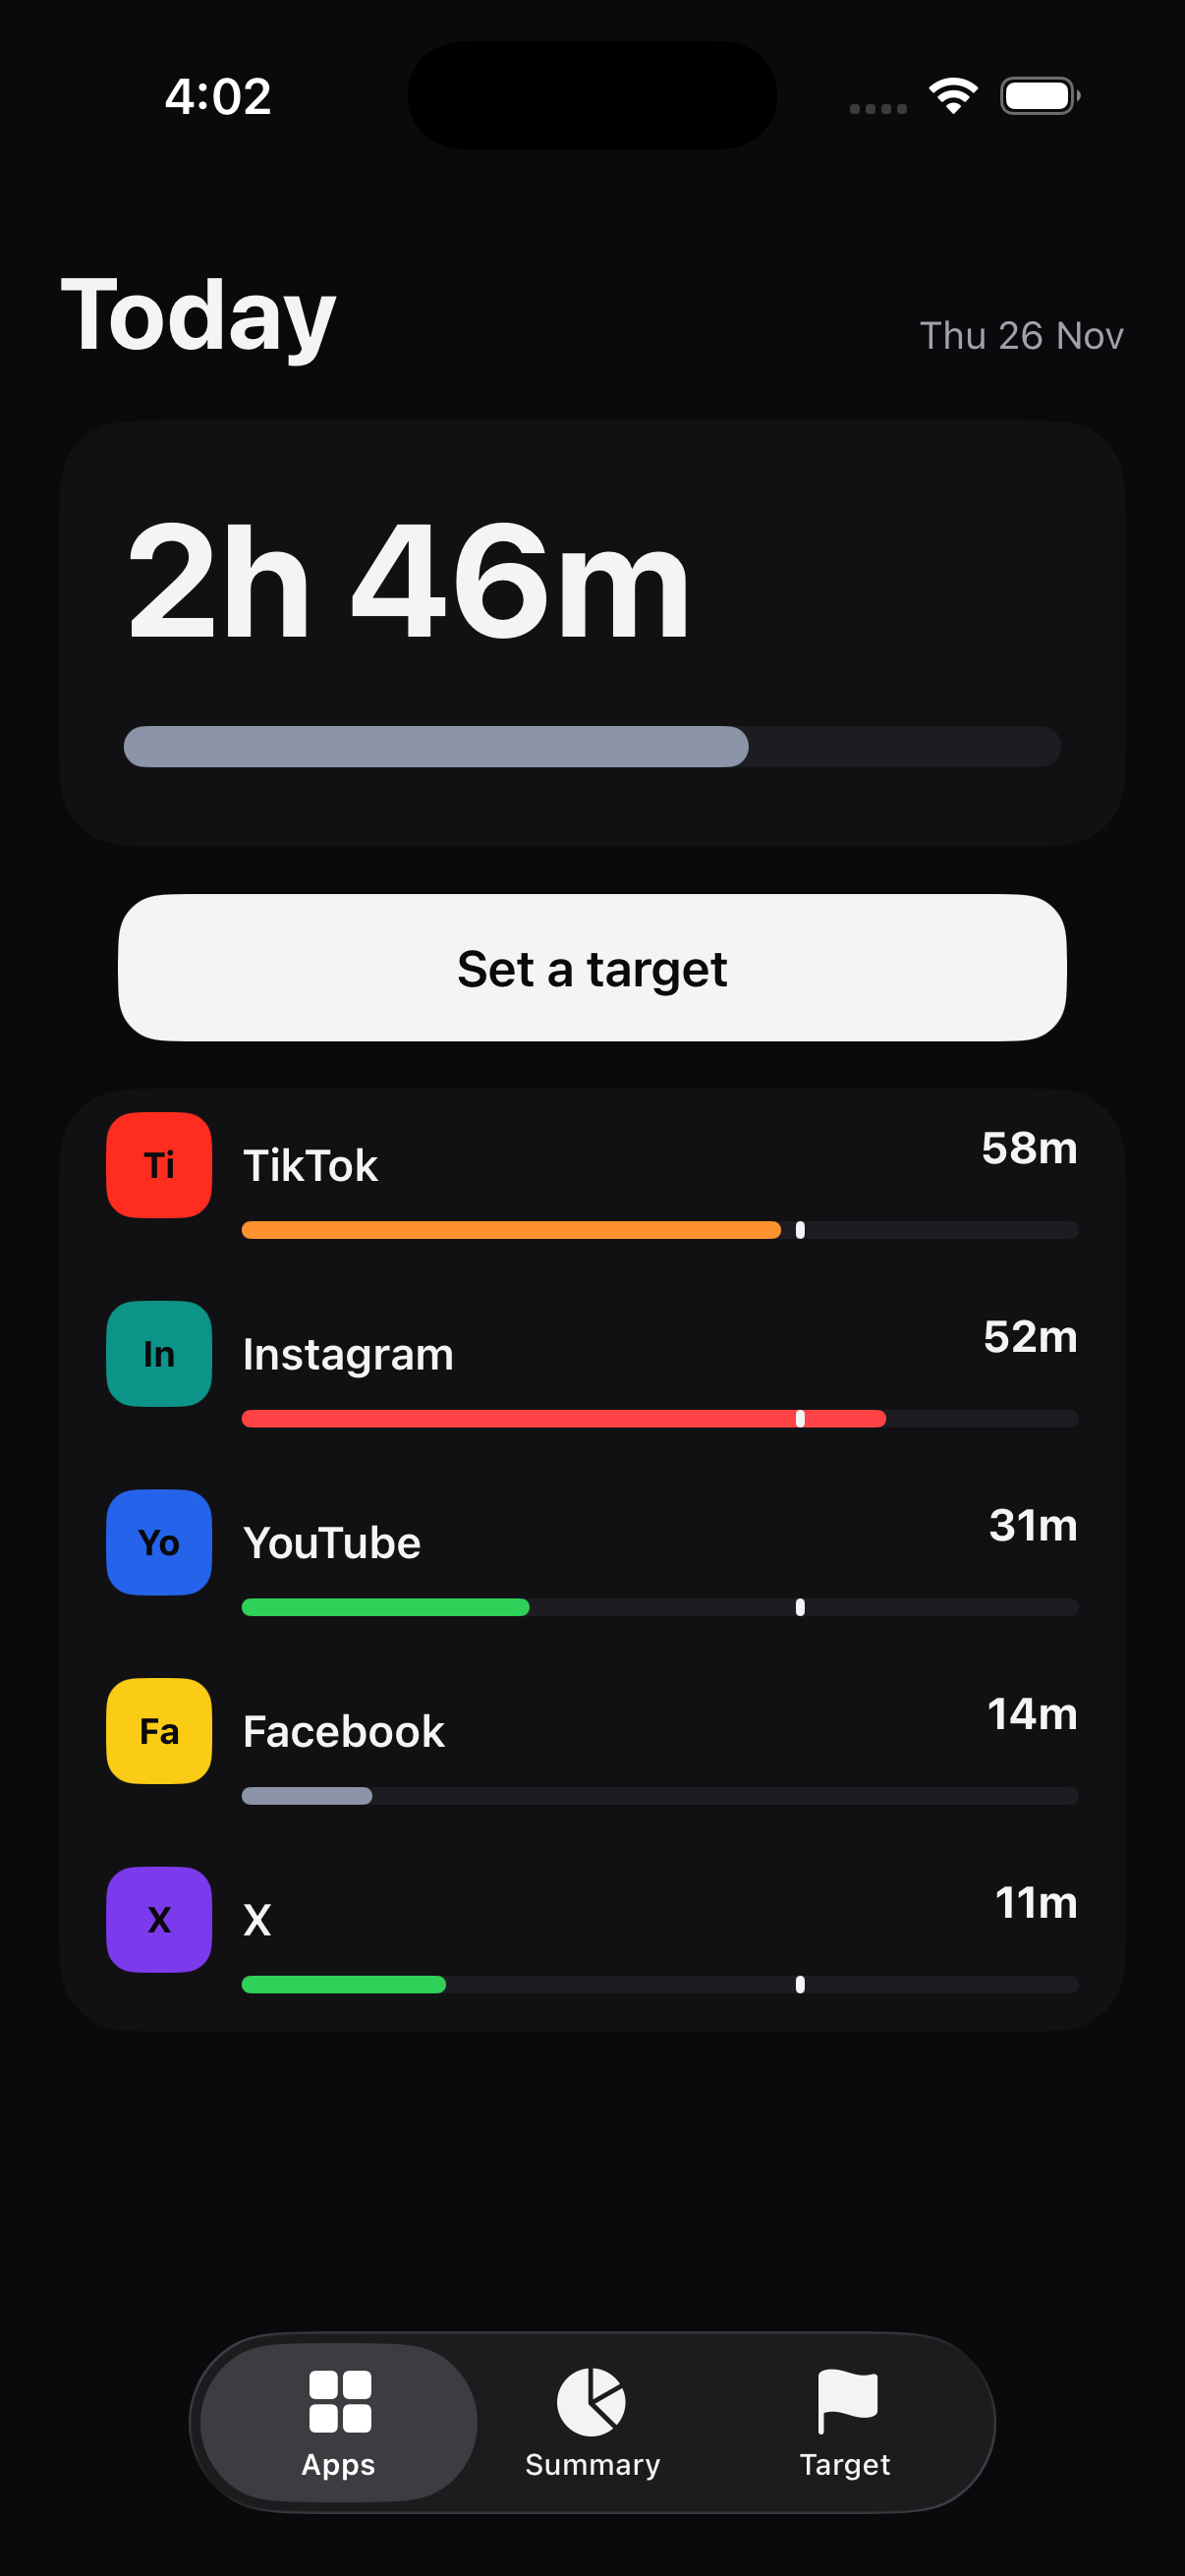 4:02
Today
Thu 26 Nov
2h 46m
Set a target
Ti
TikTok
58m
In
Instagram
52m
Yo
YouTube
31m
Fa
Facebook
14m
X
X
11m
Apps
Summary
Target